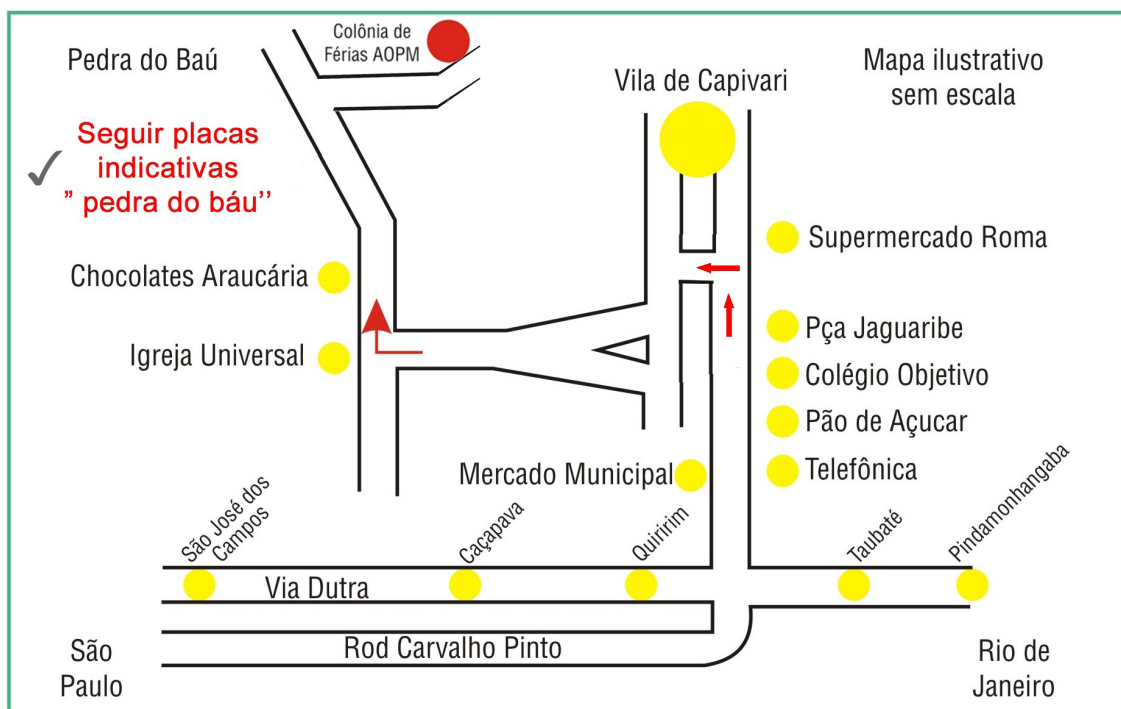 Pedra do Baú
Colônia de
Férias AOPM
Vila de Capivari
Mapa ilustrativo
sem escala
Seguir placas
indicativas
” pedra do báu’’
Supermercado Roma
Chocolates Araucária
Pça Jaguaribe
Igreja Universal
Colégio Objetivo
Pão de Açucar
Mercado Municipal
Telefônica
São José dos
Campos
Caçapava
Quiririm
Taubaté
Pindamonhangaba
Via Dutra
Rod Carvalho Pinto
São
Paulo
Rio de
Janeiro